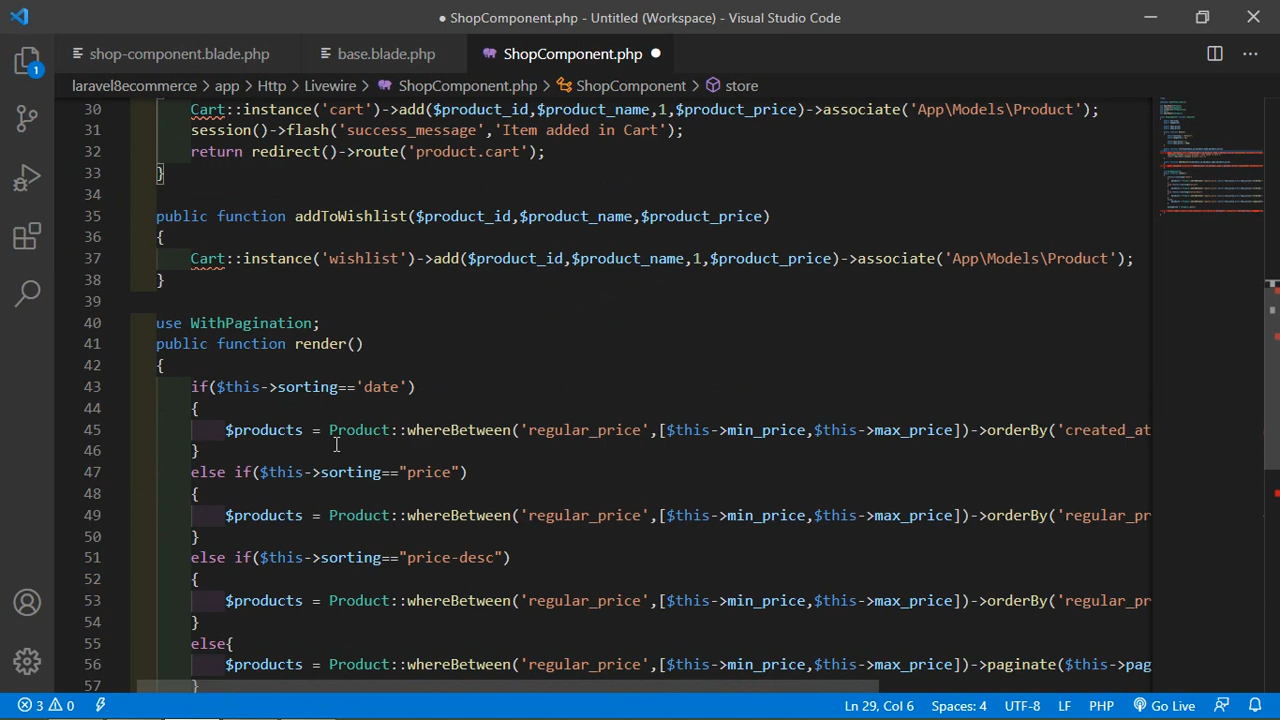 ● ShopComponent.php - Untitled (Workspace) - Visual Studio Code
shop-component.blade.php
base.blade.php
ShopComponent.php
laravel8ecommerce › app › Http › Livewire › ShopComponent.php › ShopComponent › store
1
30 Cart::instance('cart')->add($product_id,$product_name,1,$product_price)->associate('App\Models\Product');
31 session()->flash('success_message','Item added in Cart');
32 return redirect()->route('product.cart');
33 }
34
35 public function addToWishlist($product_id,$product_name,$product_price)
36 {
37 Cart::instance('wishlist')->add($product_id,$product_name,1,$product_price)->associate('App\Models\Product');
38 }
39
40 use WithPagination;
41 public function render()
42 {
43 if($this->sorting=='date')
44 {
45 $products = Product::whereBetween('regular_price',[$this->min_price,$this->max_price])->orderBy('created_at
46 }
47 else if($this->sorting=="price")
48 {
49 $products = Product::whereBetween('regular_price',[$this->min_price,$this->max_price])->orderBy('regular_pr
50 }
51 else if($this->sorting=="price-desc")
52 {
53 $products = Product::whereBetween('regular_price',[$this->min_price,$this->max_price])->orderBy('regular_pr
54 }
55 else{
56 $products = Product::whereBetween('regular_price',[$this->min_price,$this->max_price])->paginate($this->pag
57 }
3 0 Ln 29, Col 6 Spaces: 4 UTF-8 LF PHP Go Live